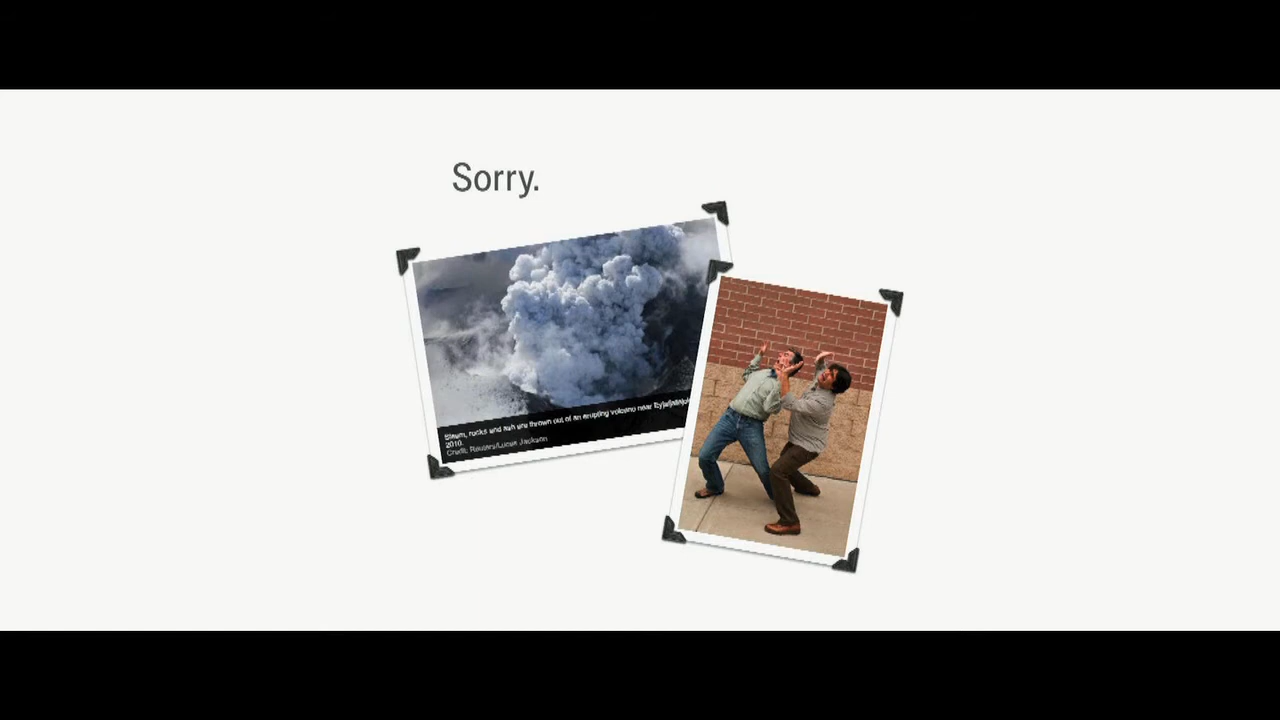 Sorry.
Steam, rocks and ash are thrown out of an erupting volcano near
2010.
Credit: Reuters/Lucas Jackson